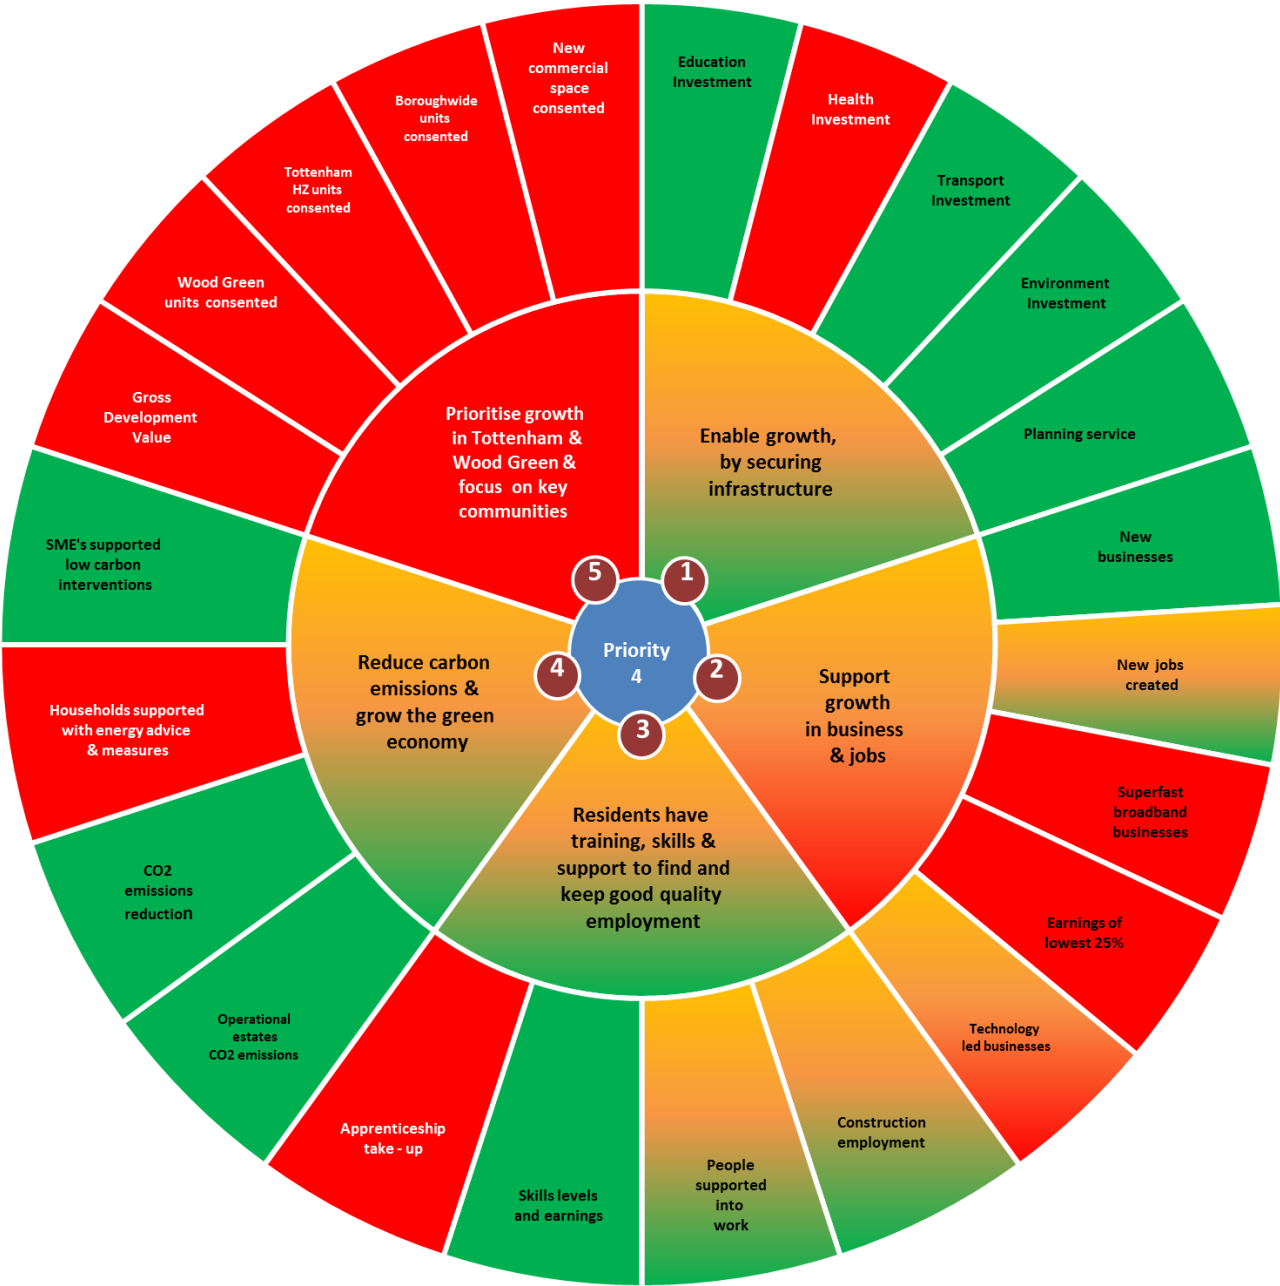 Education
Investment
Health
Investment
Transport
Investment
Environment
Investment
Planning service
New
businesses
New jobs
created
Superfast
broadband
businesses
Earnings of
lowest 25%
Technology
led businesses
Construction
employment
People
supported
into
work
Skills levels
and earnings
Apprenticeship
take - up
Operational
estates
CO2 emissions
CO2
emissions
reduction
Households supported
with energy advice
& measures
SME's supported
low carbon
interventions
Gross
Development
Value
Wood Green
units consented
Tottenham
HZ units
consented
Boroughwide
units
consented
New
commercial
space
consented
Enable growth,
by securing
infrastructure
Support
growth
in business
& jobs
Residents have
training, skills &
support to find and
keep good quality
employment
Reduce carbon
emissions &
grow the green
economy
Prioritise growth
in Tottenham &
Wood Green &
focus on key
communities
1
2
3
4
5
Priority
4